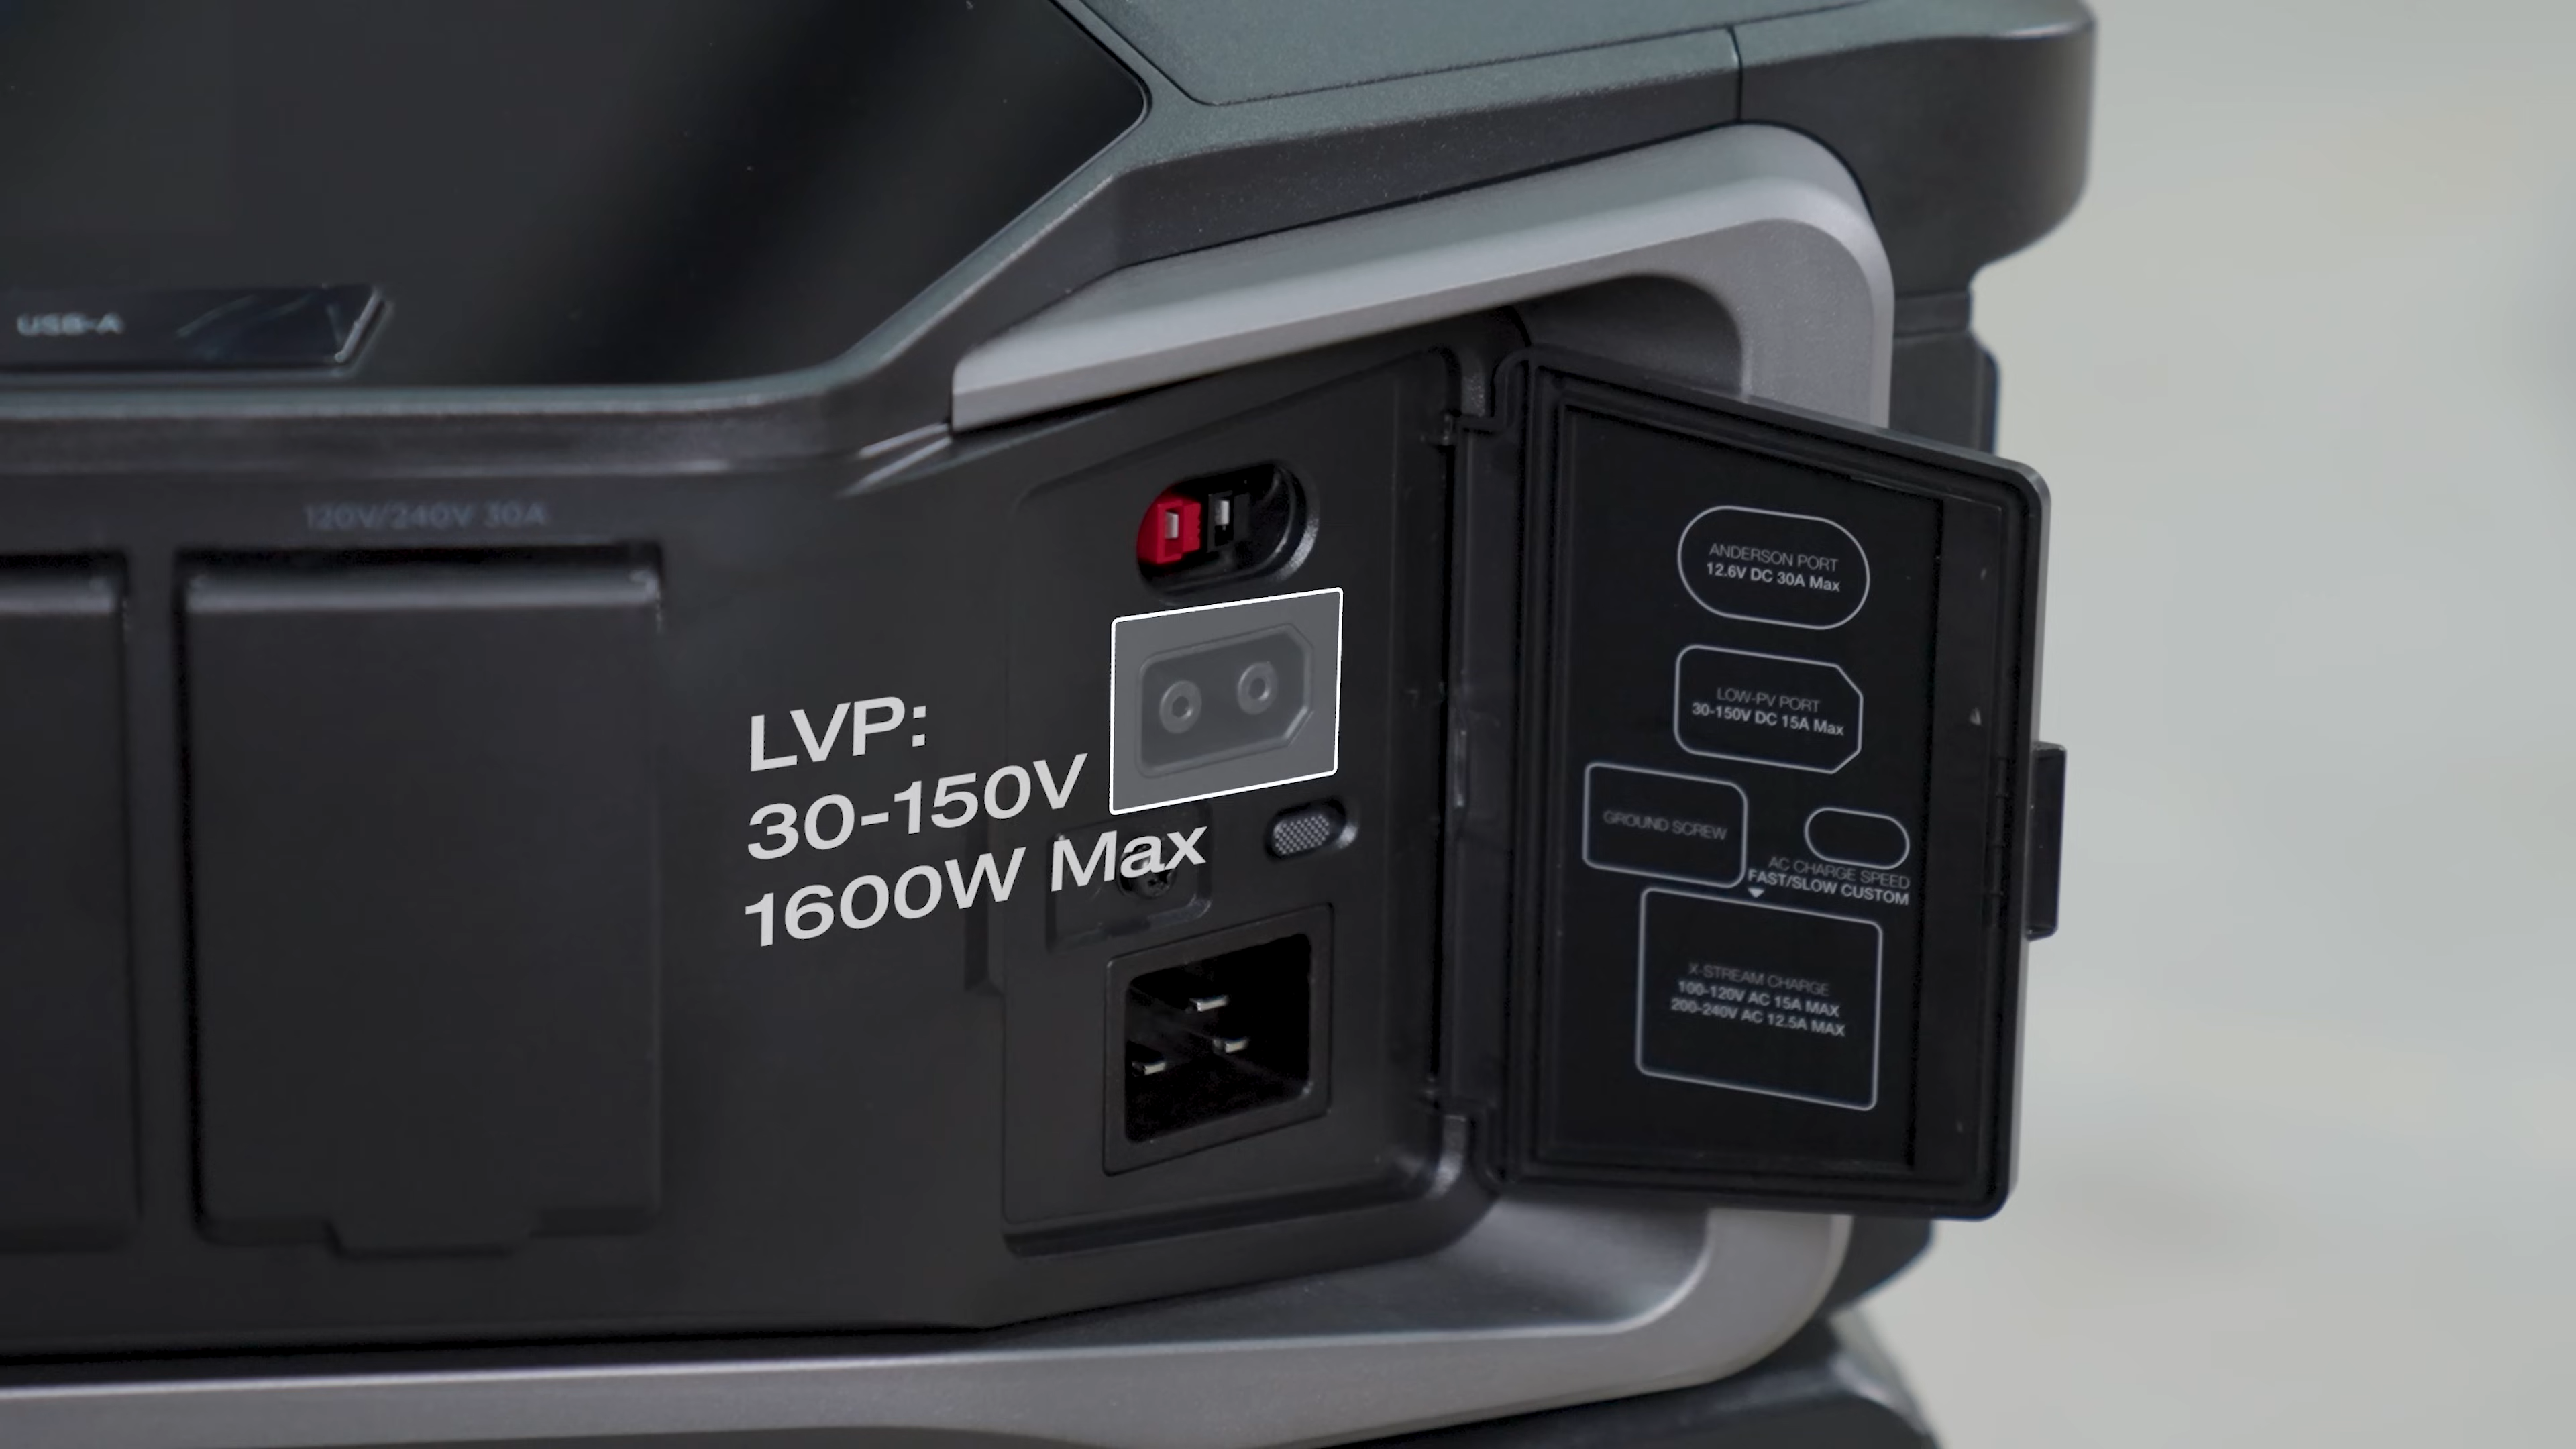 USB-A
120V/240V 30A
LVP:
30-150V
1600W Max
ANDERSON PORT
12.6V DC 30A Max
LOW-PV PORT
30-150V DC 15A Max
GROUND SCREW
AC CHARGE SPEED
FAST/SLOW CUSTOM
X-STREAM CHARGE
100-120V AC 15A MAX
200-240V AC 12.5A MAX